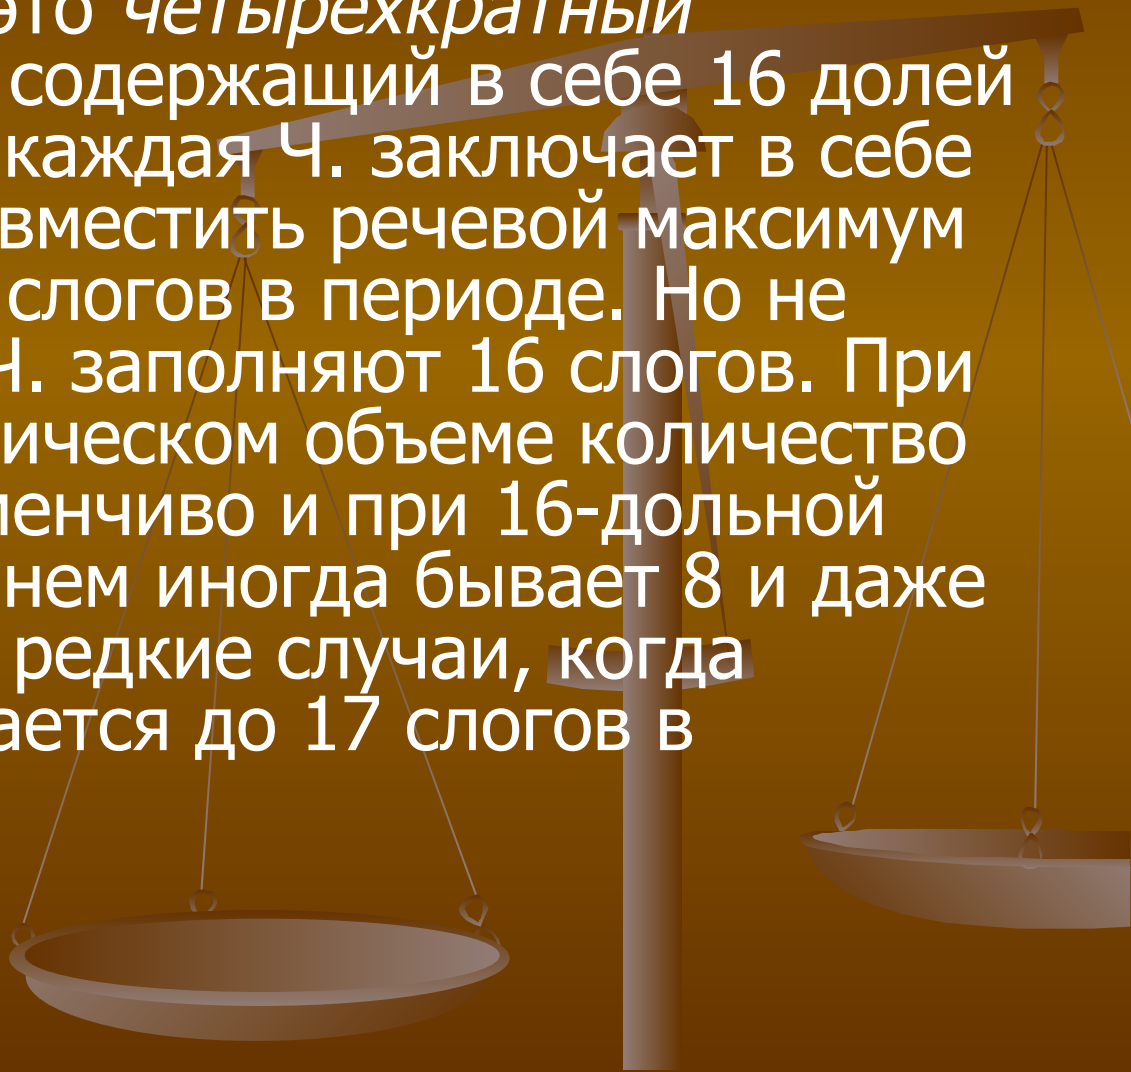 это четырехкратный
содержащий в себе 16 долей
каждая Ч. заключает в себе
вместить речевой максимум
слогов в периоде. Но не
Ч. заполняют 16 слогов. При
ическом объеме количество
менчиво и при 16-дольной
нем иногда бывает 8 и даже
редкие случаи, когда
ается до 17 слогов в